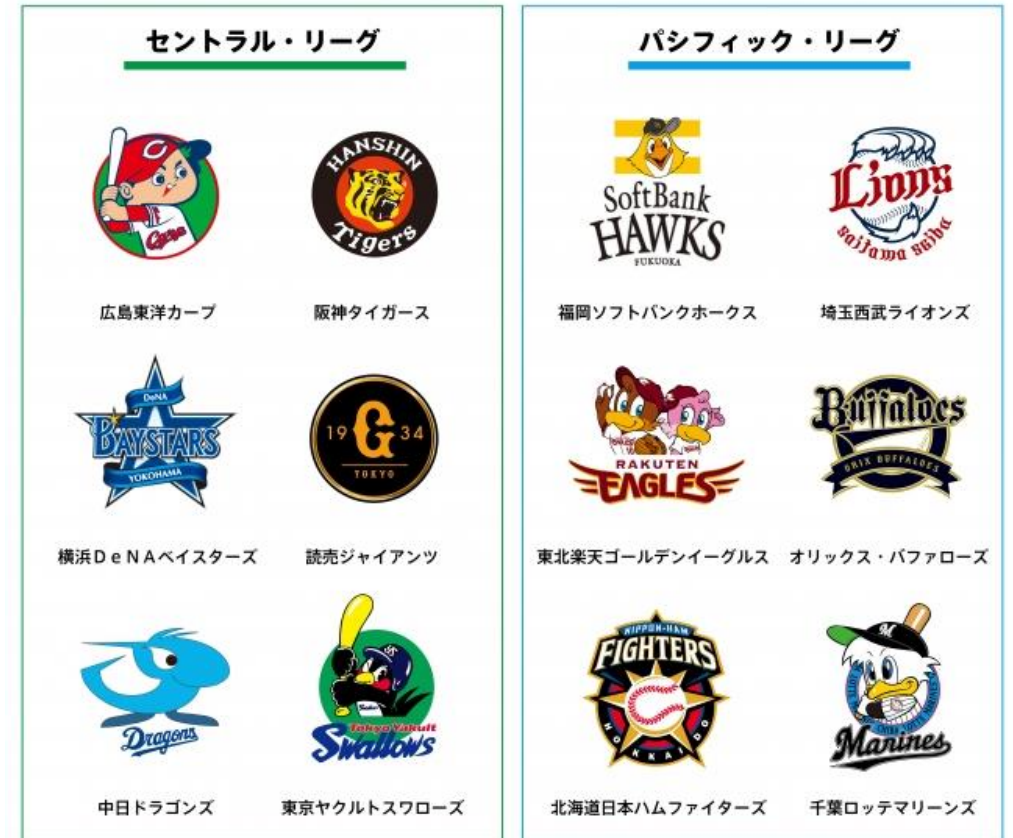 セントラル・リーグ
C
Carp
広島東洋カープ
HANSHIN
Tigers
阪神タイガース
DeNA
BAYSTARS
YOKOHAMA
横浜DeNAベイスターズ
19 G 34
TOKYO
読売ジャイアンツ
Dragons
中日ドラゴンズ
Tokyo Yakult
Swallows
東京ヤクルトスワローズ
パシフィック・リーグ
SoftBank
HAWKS
FUKUOKA
福岡ソフトバンクホークス
Lions
saitama seibu
埼玉西武ライオンズ
RAKUTEN
EAGLES
東北楽天ゴールデンイーグルス
Buffaloes
ORIX BUFFALOES
オリックス・バファローズ
NIPPON-HAM
FIGHTERS
HOKKAIDO
北海道日本ハムファイターズ
M
Marines
千葉ロッテマリーンズ